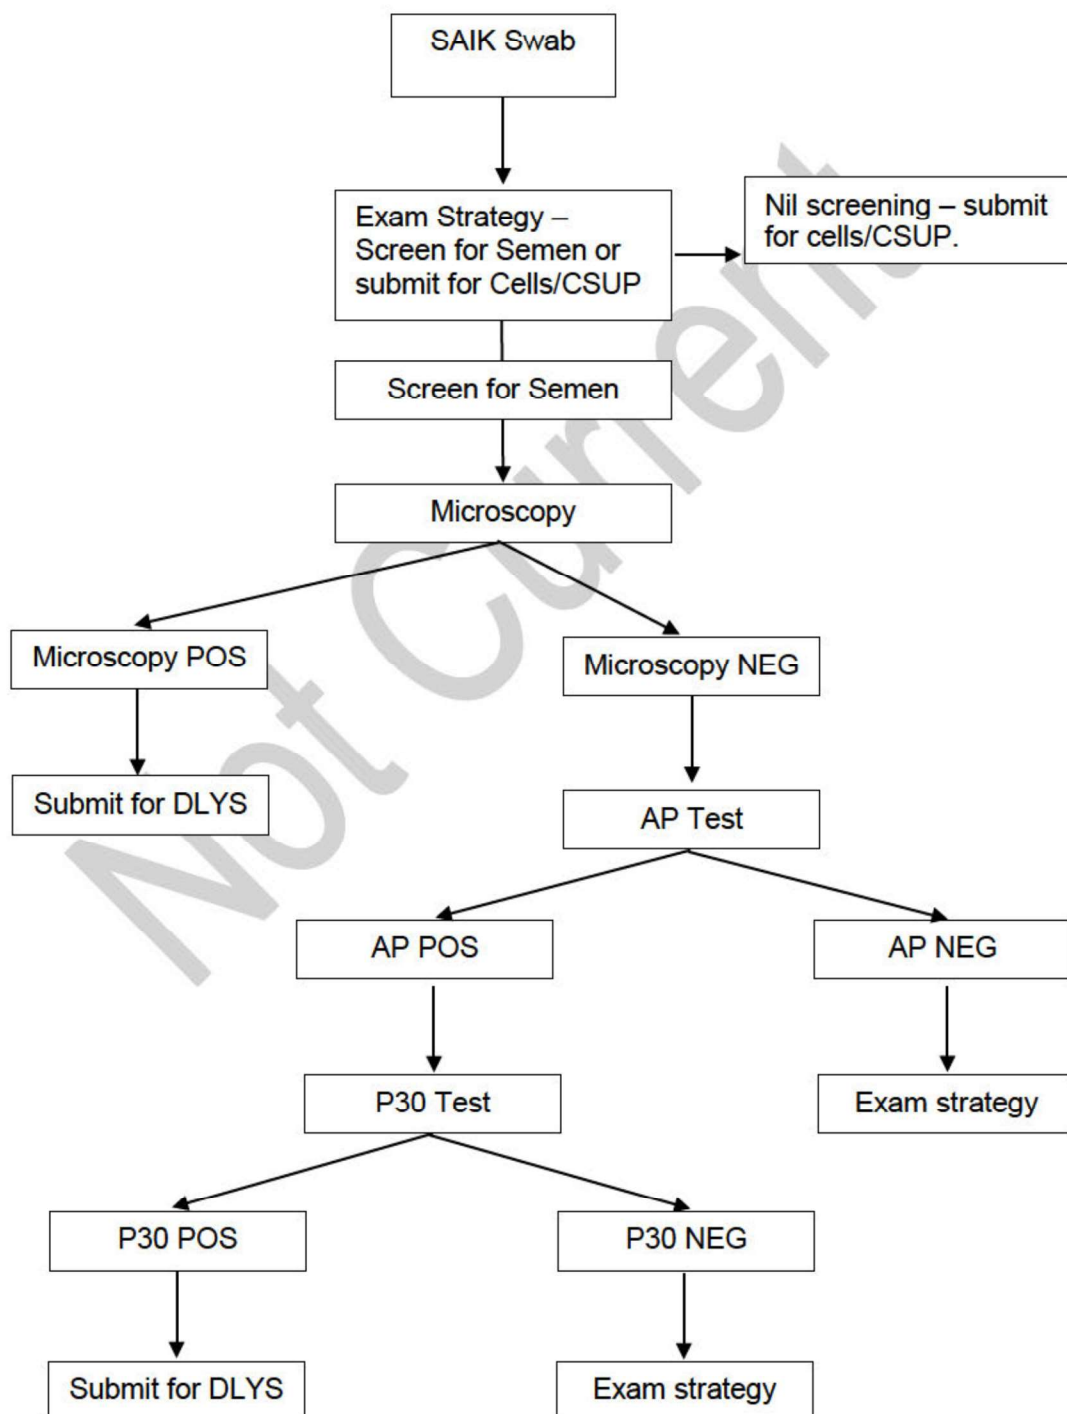 SAIK Swab
Exam Strategy –
Screen for Semen or
submit for Cells/CSUP
Nil screening – submit
for cells/CSUP.
Screen for Semen
Microscopy
Microscopy POS
Microscopy NEG
Submit for DLYS
AP Test
AP POS
AP NEG
P30 Test
Exam strategy
P30 POS
P30 NEG
Submit for DLYS
Exam strategy
Not Current